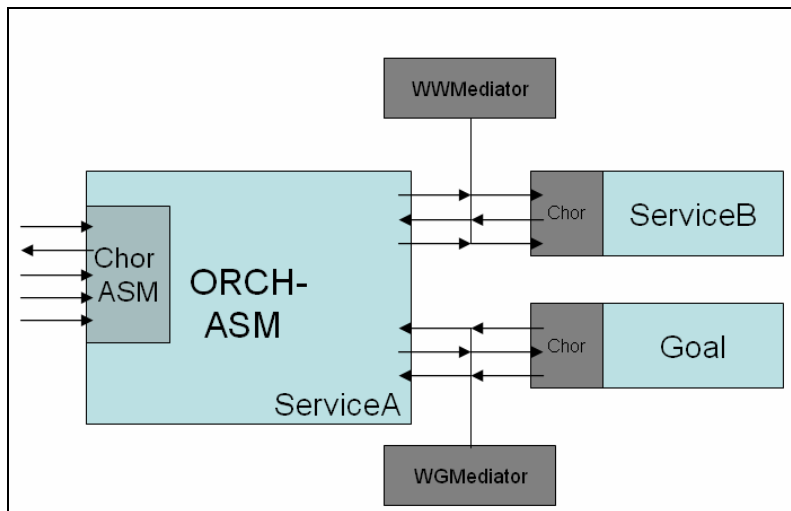 WWMediator
Chor
ASM
ORCH-
ASM
ServiceA
Chor
ServiceB
Chor
Goal
WGMediator